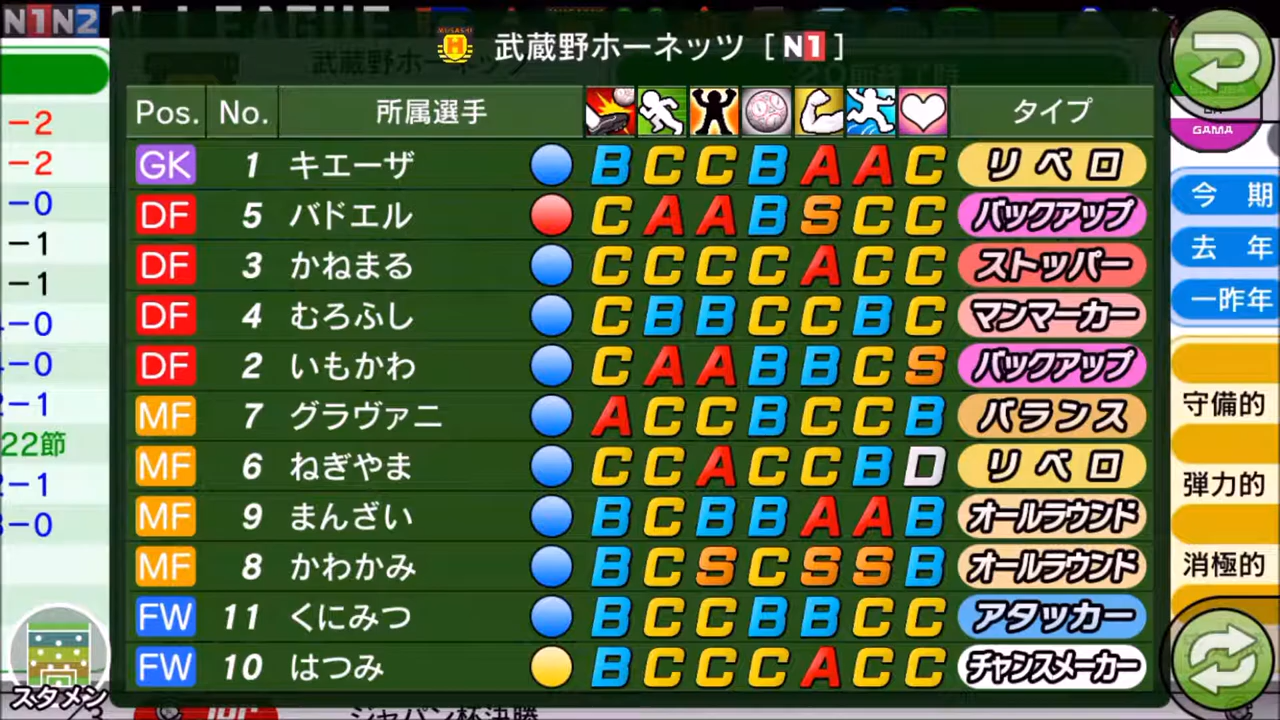 N1N2
武蔵野ホーネッツ [N1]
Pos. No. 所属選手 タイプ
GK 1 キエーザ B C C B A A C リベロ
DF 5 バドエル C A A B S C C バックアップ
DF 3 かねまる C C C C A C C ストッパー
DF 4 むろふし C B B C C B C マンマーカー
DF 2 いもかわ C A A B B C S バックアップ
MF 7 グラヴァニ A C C B C C B バランス
MF 6 ねぎやま C C A C C B D リベロ
MF 9 まんざい B C B B A A B オールラウンド
MF 8 かわかみ B C S C S S B オールラウンド
FW 11 くにみつ B C C B B C C アタッカー
FW 10 はつみ B C C C A C C チャンスメーカー
-2
-2
-0
-1
-1
-0
-0
-1
22節
-1
-0
スタメン
GAMA
今期
去年
一昨年
守備的
弾力的
消極的
ジャパン杯決勝